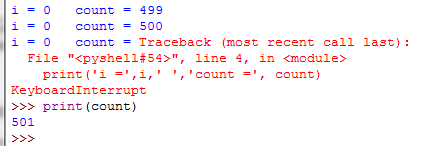 i = 0   count = 499
i = 0   count = 500
i = 0   count = Traceback (most recent call last):
  File "<pyshell#54>", line 4, in <module>
    print('i =',i,' ','count =', count)
KeyboardInterrupt
>>> print(count)
501
>>>